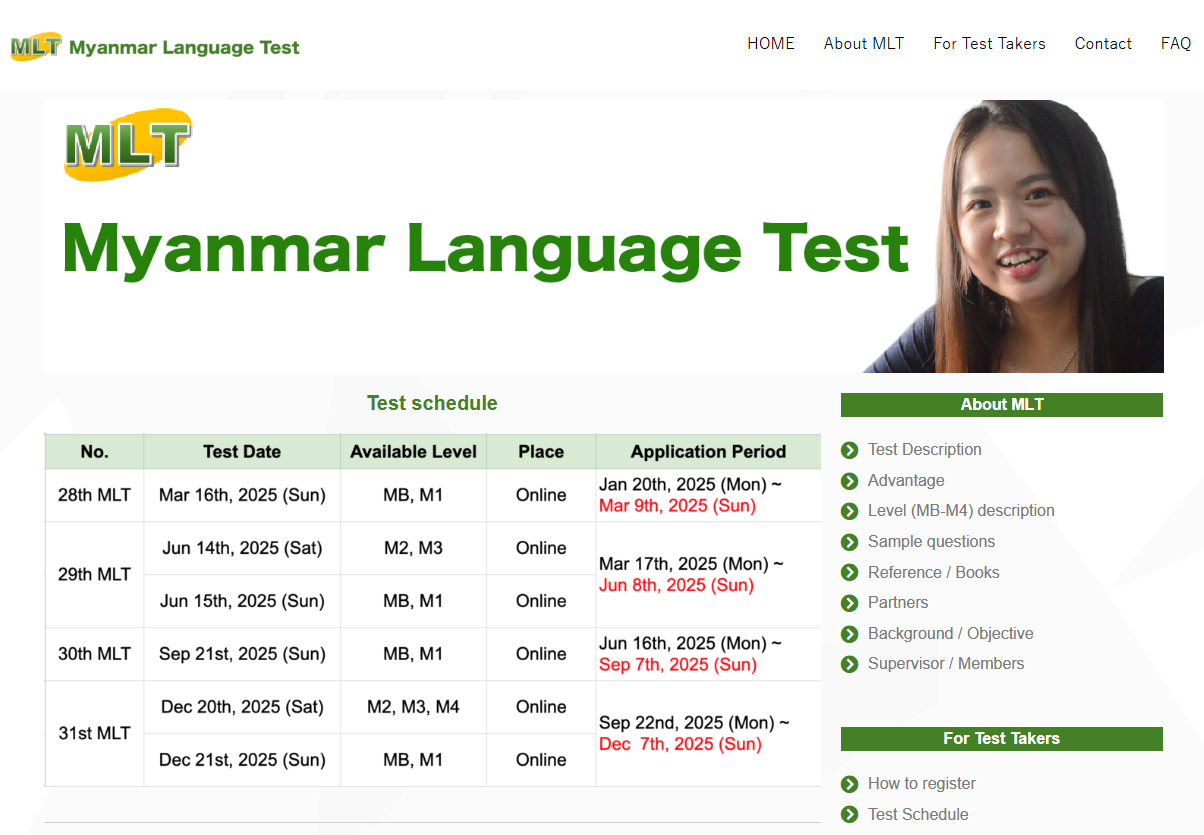 MLT Myanmar Language Test
HOME About MLT For Test Takers Contact FAQ
MLT
Myanmar Language Test
Test schedule
No. Test Date Available Level Place Application Period
28th MLT Mar 16th, 2025 (Sun) MB, M1 Online Jan 20th, 2025 (Mon) ~
Mar 9th, 2025 (Sun)
29th MLT Jun 14th, 2025 (Sat) M2, M3 Online Mar 17th, 2025 (Mon) ~
Jun 8th, 2025 (Sun)
Jun 15th, 2025 (Sun) MB, M1 Online
30th MLT Sep 21st, 2025 (Sun) MB, M1 Online Jun 16th, 2025 (Mon) ~
Sep 7th, 2025 (Sun)
31st MLT Dec 20th, 2025 (Sat) M2, M3, M4 Online Sep 22nd, 2025 (Mon) ~
Dec 7th, 2025 (Sun)
Dec 21st, 2025 (Sun) MB, M1 Online
About MLT
Test Description
Advantage
Level (MB-M4) description
Sample questions
Reference / Books
Partners
Background / Objective
Supervisor / Members
For Test Takers
How to register
Test Schedule